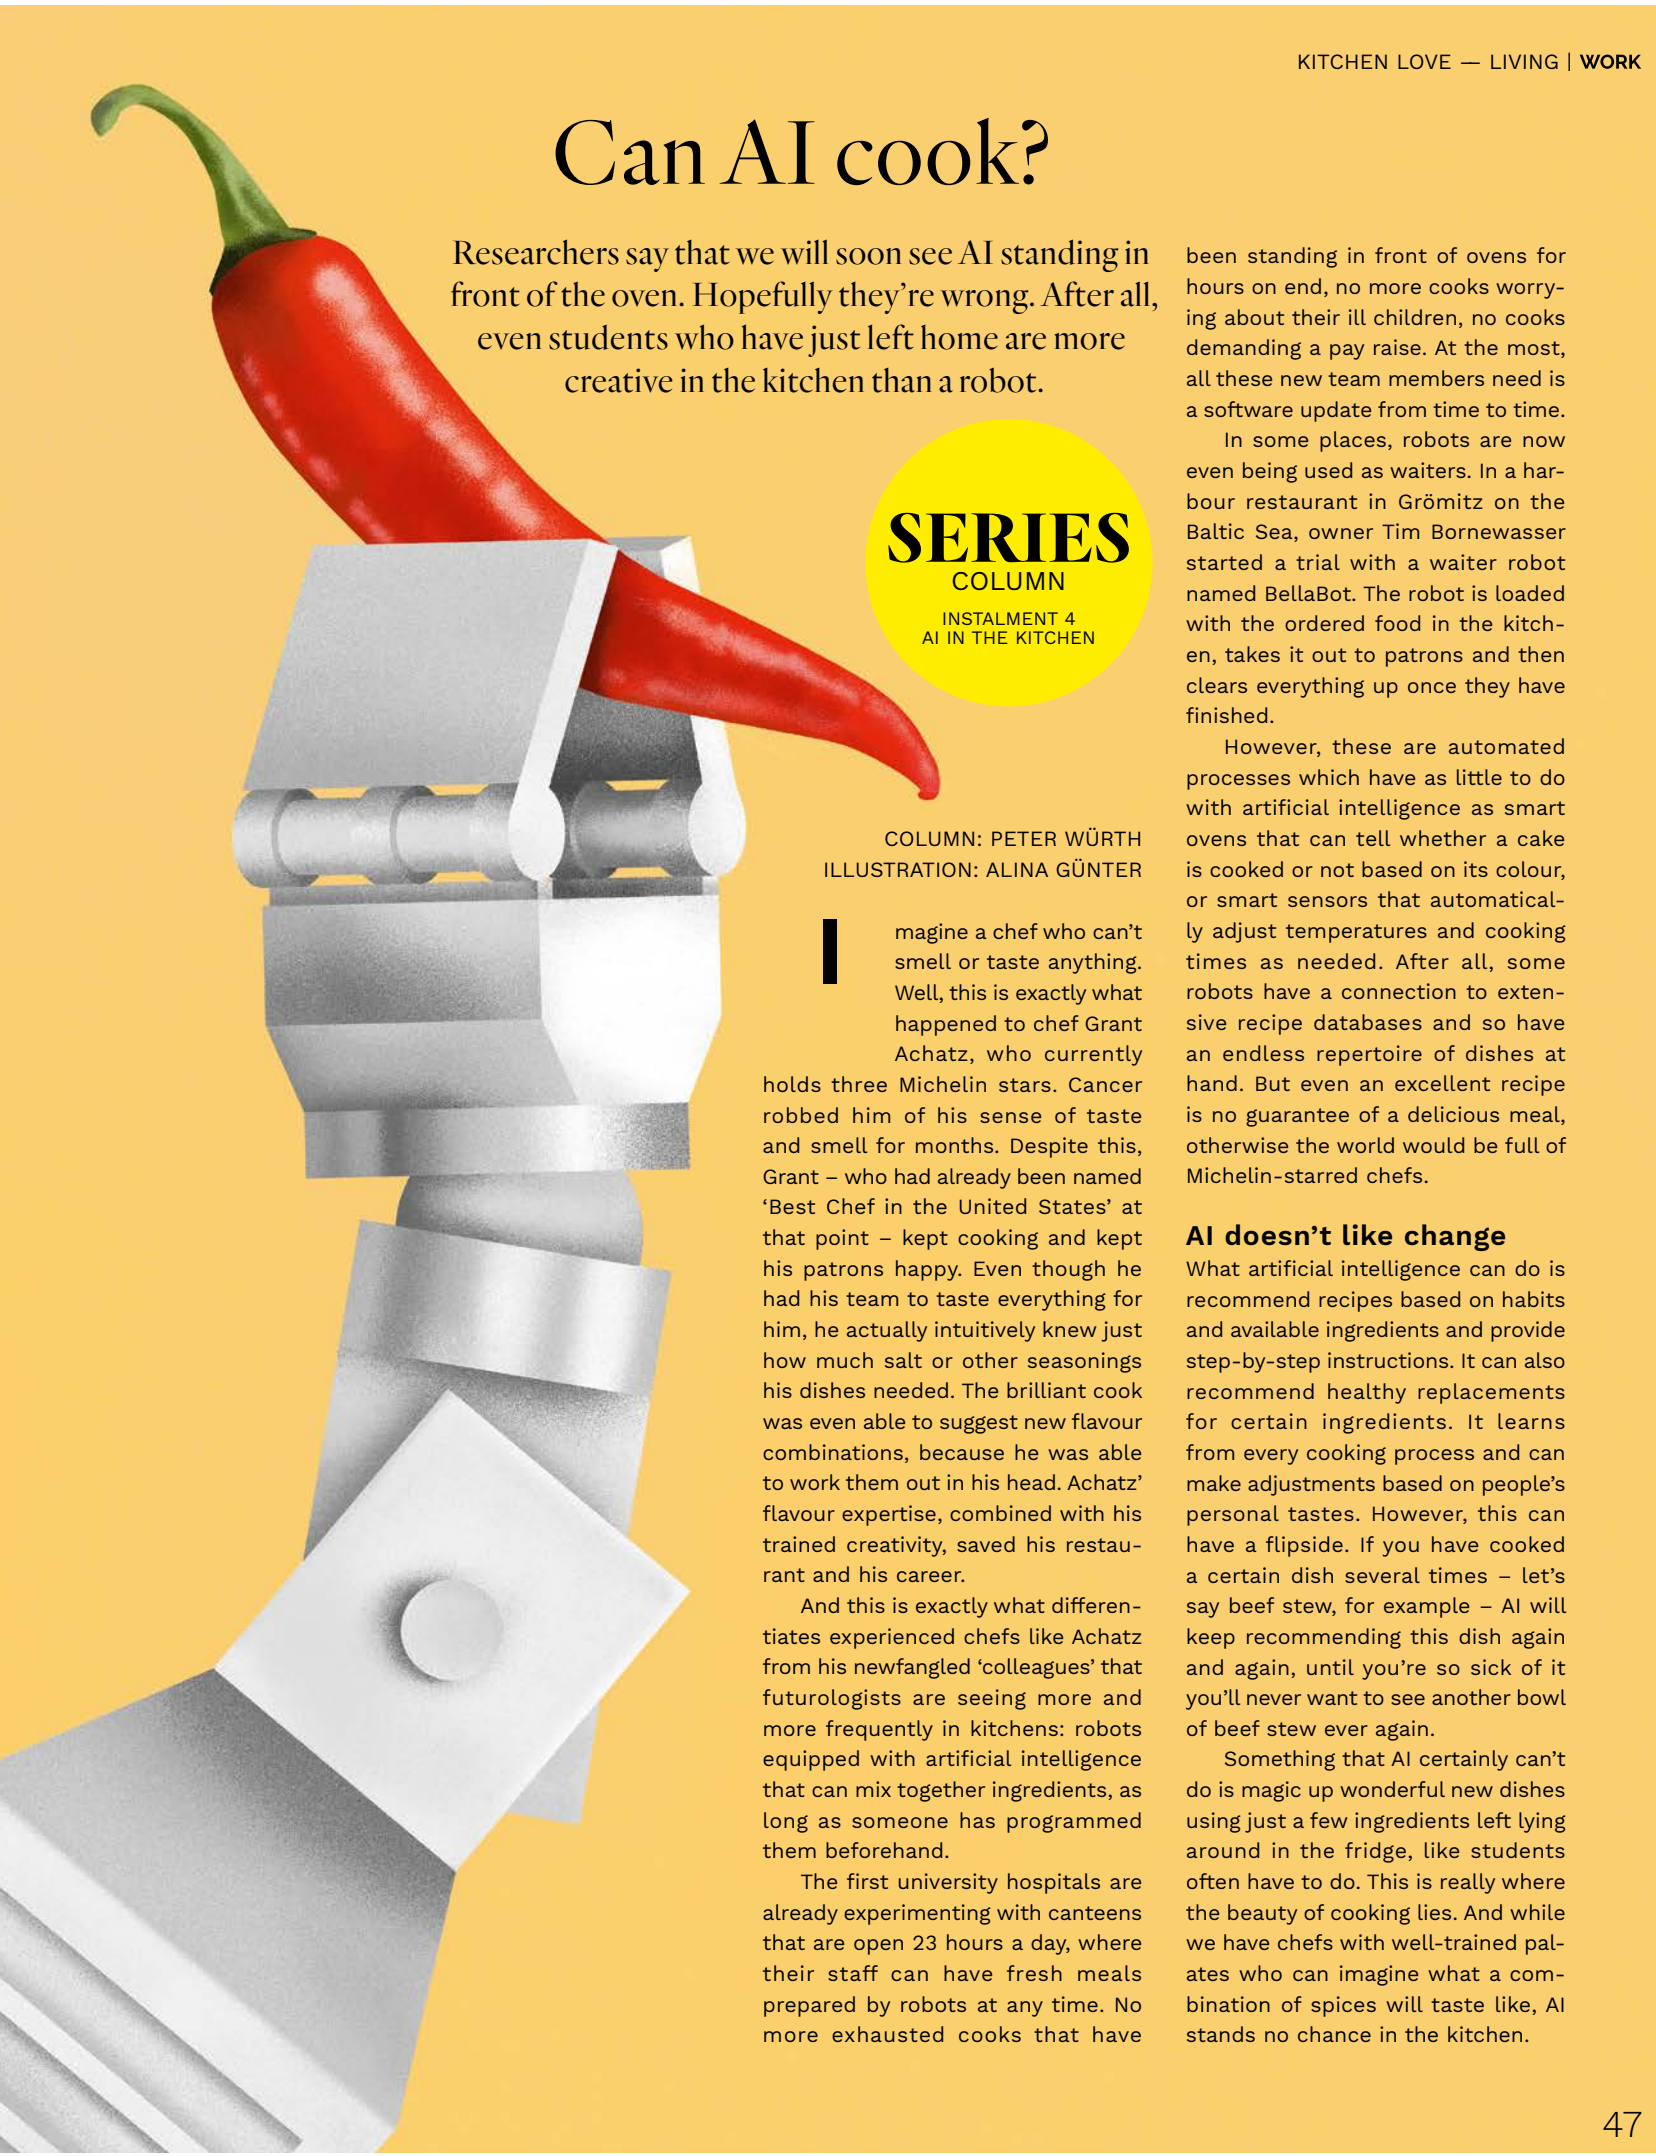 KITCHEN LOVE — LIVING | WORK
Can AI cook?
Researchers say that we will soon see AI standing in
front of the oven. Hopefully they're wrong. After all,
even students who have just left home are more
creative in the kitchen than a robot.
SERIES
COLUMN
INSTALMENT 4
AI IN THE KITCHEN
COLUMN: PETER WÜRTH
ILLUSTRATION: ALINA GÜNTER
Imagine a chef who can't
smell or taste anything.
Well, this is exactly what
happened to chef Grant
Achatz, who currently
holds three Michelin stars. Cancer
robbed him of his sense of taste
and smell for months. Despite this,
Grant – who had already been named
‘Best Chef in the United States’ at
that point – kept cooking and kept
his patrons happy. Even though he
had his team to taste everything for
him, he actually intuitively knew just
how much salt or other seasonings
his dishes needed. The brilliant cook
was even able to suggest new flavour
combinations, because he was able
to work them out in his head. Achatz’
flavour expertise, combined with his
trained creativity, saved his restau-
rant and his career.
And this is exactly what differen-
tiates experienced chefs like Achatz
from his newfangled ‘colleagues’ that
futurologists are seeing more and
more frequently in kitchens: robots
equipped with artificial intelligence
that can mix together ingredients, as
long as someone has programmed
them beforehand.
The first university hospitals are
already experimenting with canteens
that are open 23 hours a day, where
their staff can have fresh meals
prepared by robots at any time. No
more exhausted cooks that have
been standing in front of ovens for
hours on end, no more cooks worry-
ing about their ill children, no cooks
demanding a pay raise. At the most,
all these new team members need is
a software update from time to time.
In some places, robots are now
even being used as waiters. In a har-
bour restaurant in Grömitz on the
Baltic Sea, owner Tim Bornewasser
started a trial with a waiter robot
named BellaBot. The robot is loaded
with the ordered food in the kitch-
en, takes it out to patrons and then
clears everything up once they have
finished.
However, these are automated
processes which have as little to do
with artificial intelligence as smart
ovens that can tell whether a cake
is cooked or not based on its colour,
or smart sensors that automatical-
ly adjust temperatures and cooking
times as needed. After all, some
robots have a connection to exten-
sive recipe databases and so have
an endless repertoire of dishes at
hand. But even an excellent recipe
is no guarantee of a delicious meal,
otherwise the world would be full of
Michelin-starred chefs.
AI doesn't like change
What artificial intelligence can do is
recommend recipes based on habits
and available ingredients and provide
step-by-step instructions. It can also
recommend healthy replacements
for certain ingredients. It learns
from every cooking process and can
make adjustments based on people's
personal tastes. However, this can
have a flipside. If you have cooked
a certain dish several times – let's
say beef stew, for example – AI will
keep recommending this dish again
and again, until you're so sick of it
you'll never want to see another bowl
of beef stew ever again.
Something that AI certainly can't
do is magic up wonderful new dishes
using just a few ingredients left lying
around in the fridge, like students
often have to do. This is really where
the beauty of cooking lies. And while
we have chefs with well-trained pal-
ates who can imagine what a com-
bination of spices will taste like, AI
stands no chance in the kitchen.
47